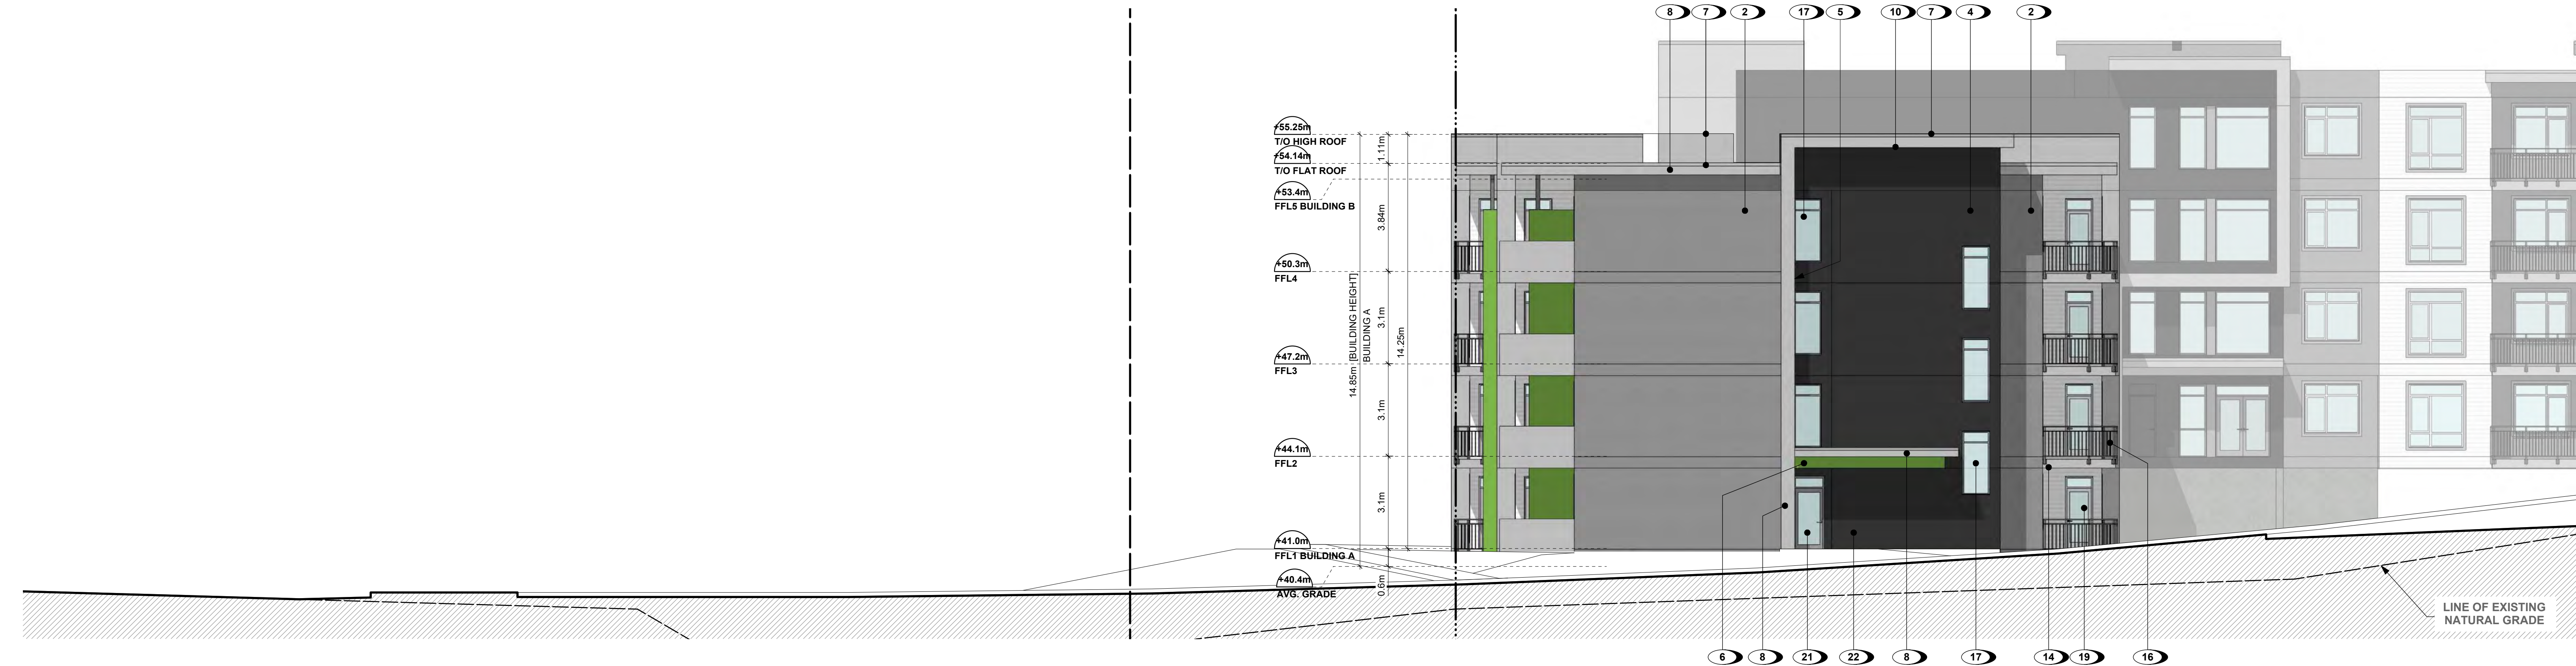 8 7 2 17 5 10 7 4 2
+55.25m
T/O HIGH ROOF
+54.14m
T/O FLAT ROOF
+53.4m
FFL5 BUILDING B
+50.3m
FFL4
+47.2m
FFL3
+44.1m
FFL2
+41.0m
FFL1 BUILDING A
+40.4m
AVG. GRADE
14.85m [BUILDING HEIGHT]
BUILDING A
1.11m
3.84m
3.1m
3.1m
3.1m
0.6m
14.25m
LINE OF EXISTING
NATURAL GRADE
6 8 21 22 8 17 14 19 16